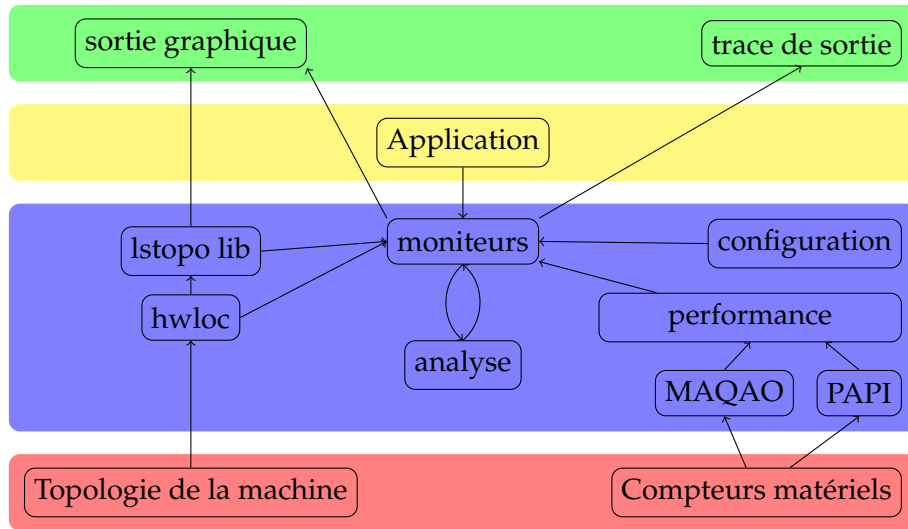 sortie graphique
trace de sortie
Application
lstopo lib
moniteurs
configuration
hwloc
performance
analyse
MAQAO
PAPI
Topologie de la machine
Compteurs matériels